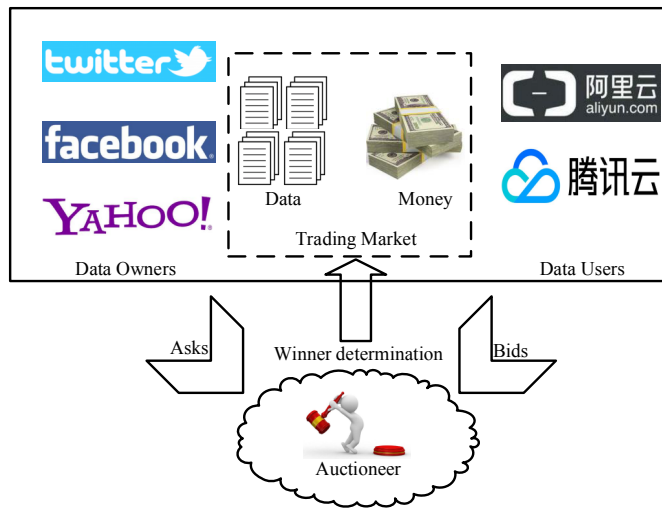 twitter
facebook
YAHOO!
Data Owners
Data
Money
Trading Market
阿里云
aliyun.com
腾讯云
Data Users
Asks
Winner determination
Bids
Auctioneer